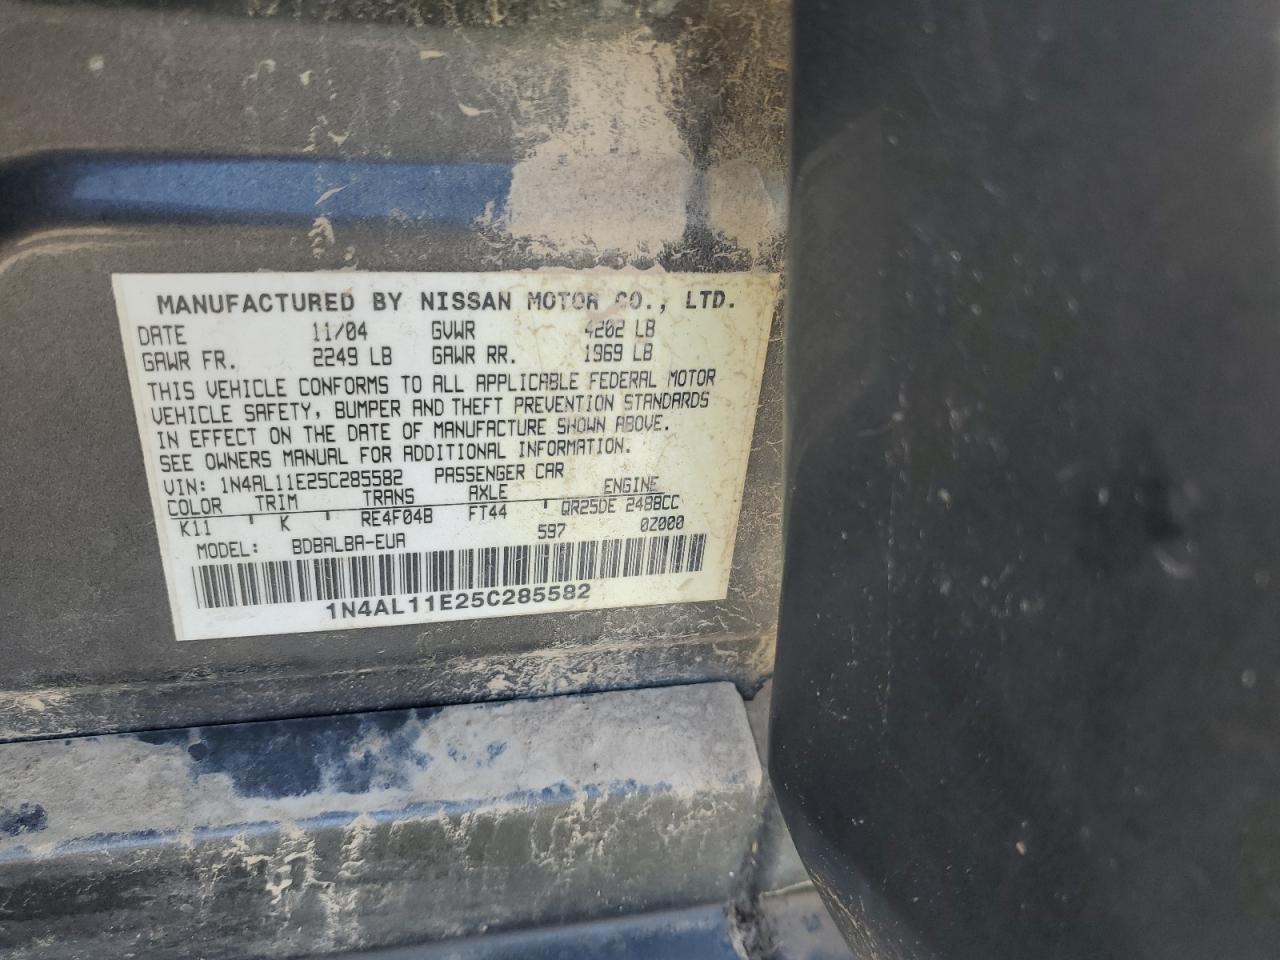 MANUFACTURED BY NISSAN MOTOR CO., LTD.
DATE 11/04 GVWR 4202 LB
GAWR FR. 2249 LB GAWR RR. 1969 LB
THIS VEHICLE CONFORMS TO ALL APPLICABLE FEDERAL MOTOR
VEHICLE SAFETY, BUMPER AND THEFT PREVENTION STANDARDS
IN EFFECT ON THE DATE OF MANUFACTURE SHOWN ABOVE.
SEE OWNERS MANUAL FOR ADDITIONAL INFORMATION.
VIN: 1N4AL11E25C285582 PASSENGER CAR
COLOR TRIM TRANS AXLE ENGINE
K11 ' K ' RE4F04B FT44 ' QR25DE 2488CC
MODEL: BDBALBA-EUA 597 0Z000
1N4AL11E25C285582